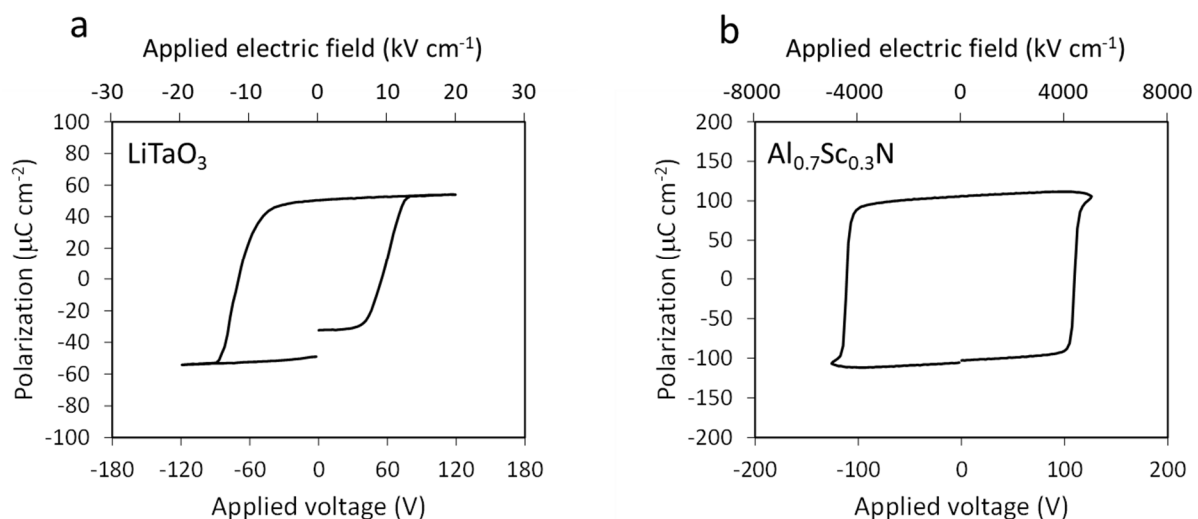 a
Applied electric field (kV cm⁻¹)
-30 -20 -10 0 10 20 30
100
80
60
40
20
0
-20
-40
-60
-80
-100
Polarization (μC cm⁻²)
LiTaO₃
-180 -120 -60 0 60 120 180
Applied voltage (V)
b
Applied electric field (kV cm⁻¹)
-8000 -4000 0 4000 8000
200
150
100
50
0
-50
-100
-150
-200
Polarization (μC cm⁻²)
Al₀.₇Sc₀.₃N
-200 -100 0 100 200
Applied voltage (V)